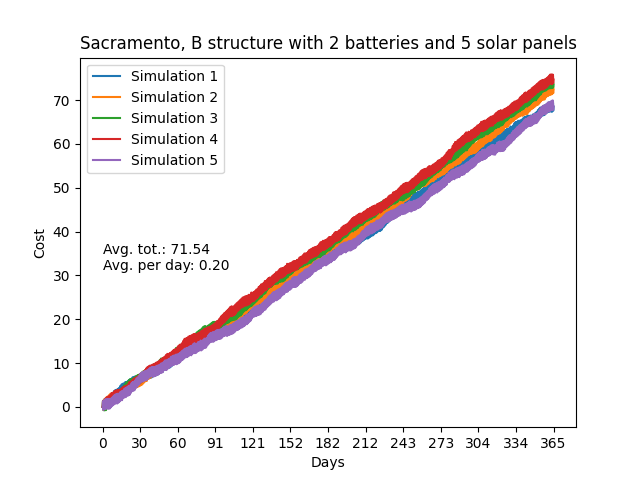 Sacramento, B structure with 2 batteries and 5 solar panels
Simulation 1
Simulation 2
Simulation 3
Simulation 4
Simulation 5
Avg. tot.: 71.54
Avg. per day: 0.20
Cost
70
60
50
40
30
20
10
0
0 30 60 91 121 152 182 212 243 273 304 334 365
Days